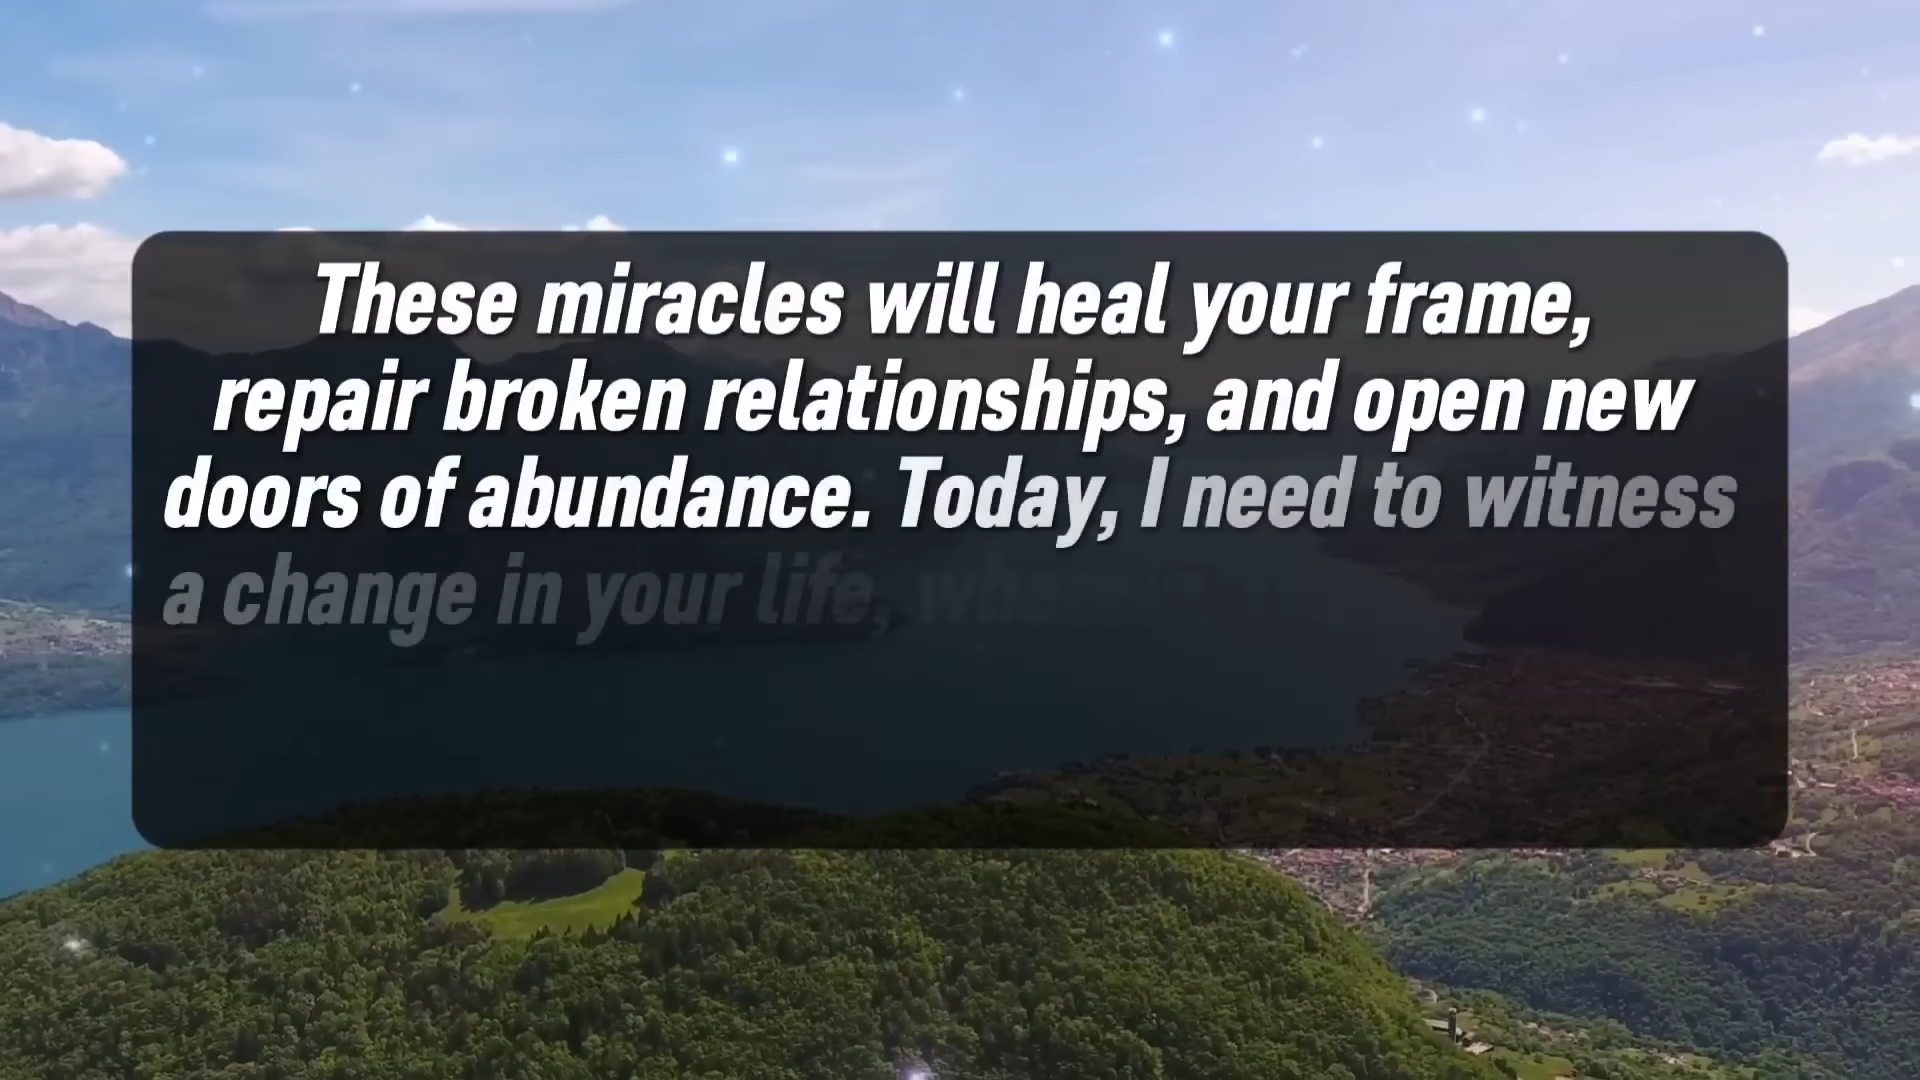 These miracles will heal your frame,
repair broken relationships, and open new
doors of abundance. Today, I need to witness
a change in your life,